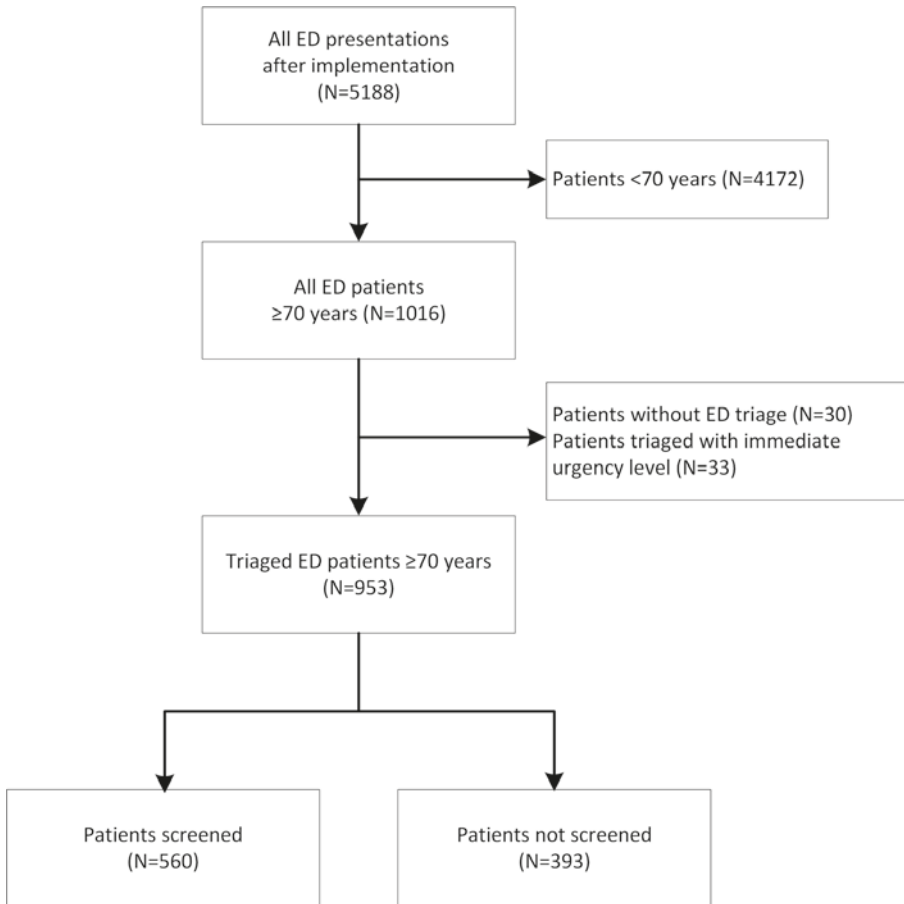 All ED presentations
after implementation
(N=5188)
Patients <70 years (N=4172)
All ED patients
≥70 years (N=1016)
Patients without ED triage (N=30)
Patients triaged with immediate
urgency level (N=33)
Triaged ED patients ≥70 years
(N=953)
Patients screened
(N=560)
Patients not screened
(N=393)